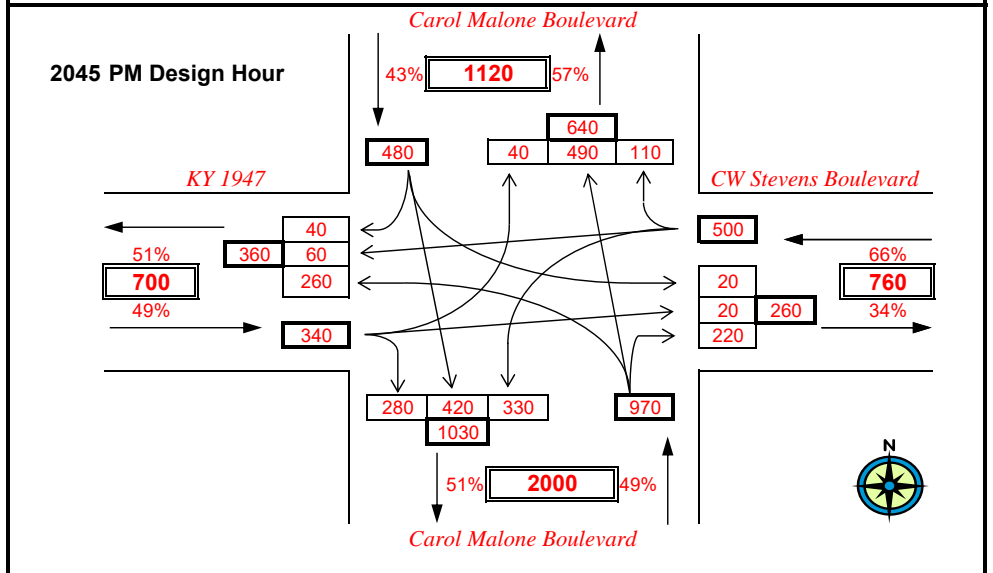 Carol Malone Boulevard
2045 PM Design Hour
43% 1120 57%
640
480
40 490 110
KY 1947
CW Stevens Boulevard
40
500
51%
360 60
66%
700
260
20
760
49%
20 260
34%
340
220
280 420 330
970
1030
N
51% 2000 49%
Carol Malone Boulevard